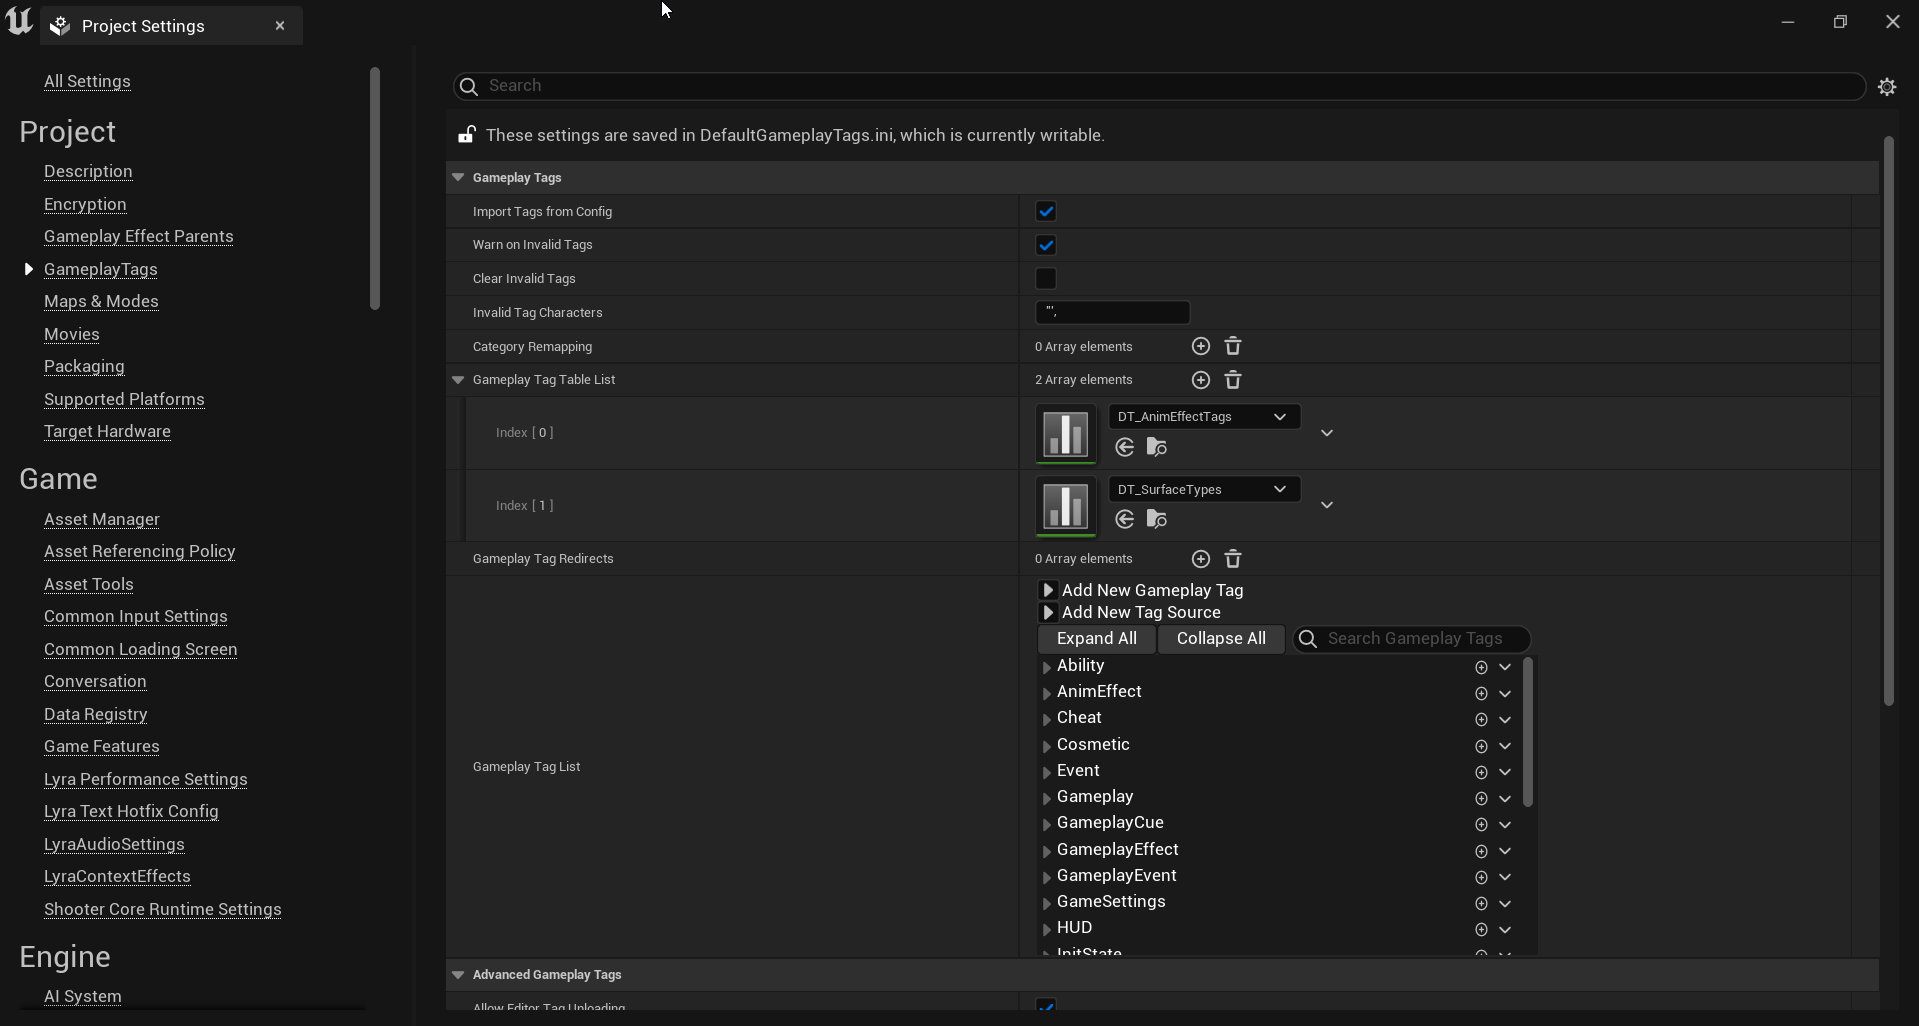 Project Settings
All Settings
Project
Description
Encryption
Gameplay Effect Parents
GameplayTags
Maps & Modes
Movies
Packaging
Supported Platforms
Target Hardware
Game
Asset Manager
Asset Referencing Policy
Asset Tools
Common Input Settings
Common Loading Screen
Conversation
Data Registry
Game Features
Lyra Performance Settings
Lyra Text Hotfix Config
LyraAudioSettings
LyraContextEffects
Shooter Core Runtime Settings
Engine
AI System
Search
These settings are saved in DefaultGameplayTags.ini, which is currently writable.
Gameplay Tags
Import Tags from Config
Warn on Invalid Tags
Clear Invalid Tags
Invalid Tag Characters "',
Category Remapping 0 Array elements
Gameplay Tag Table List 2 Array elements
Index [ 0 ] DT_AnimEffectTags
Index [ 1 ] DT_SurfaceTypes
Gameplay Tag Redirects 0 Array elements
Gameplay Tag List
Add New Gameplay Tag
Add New Tag Source
Expand All Collapse All Search Gameplay Tags
Ability
AnimEffect
Cheat
Cosmetic
Event
Gameplay
GameplayCue
GameplayEffect
GameplayEvent
GameSettings
HUD
InitState
Advanced Gameplay Tags
Allow Editor Tag Unloading